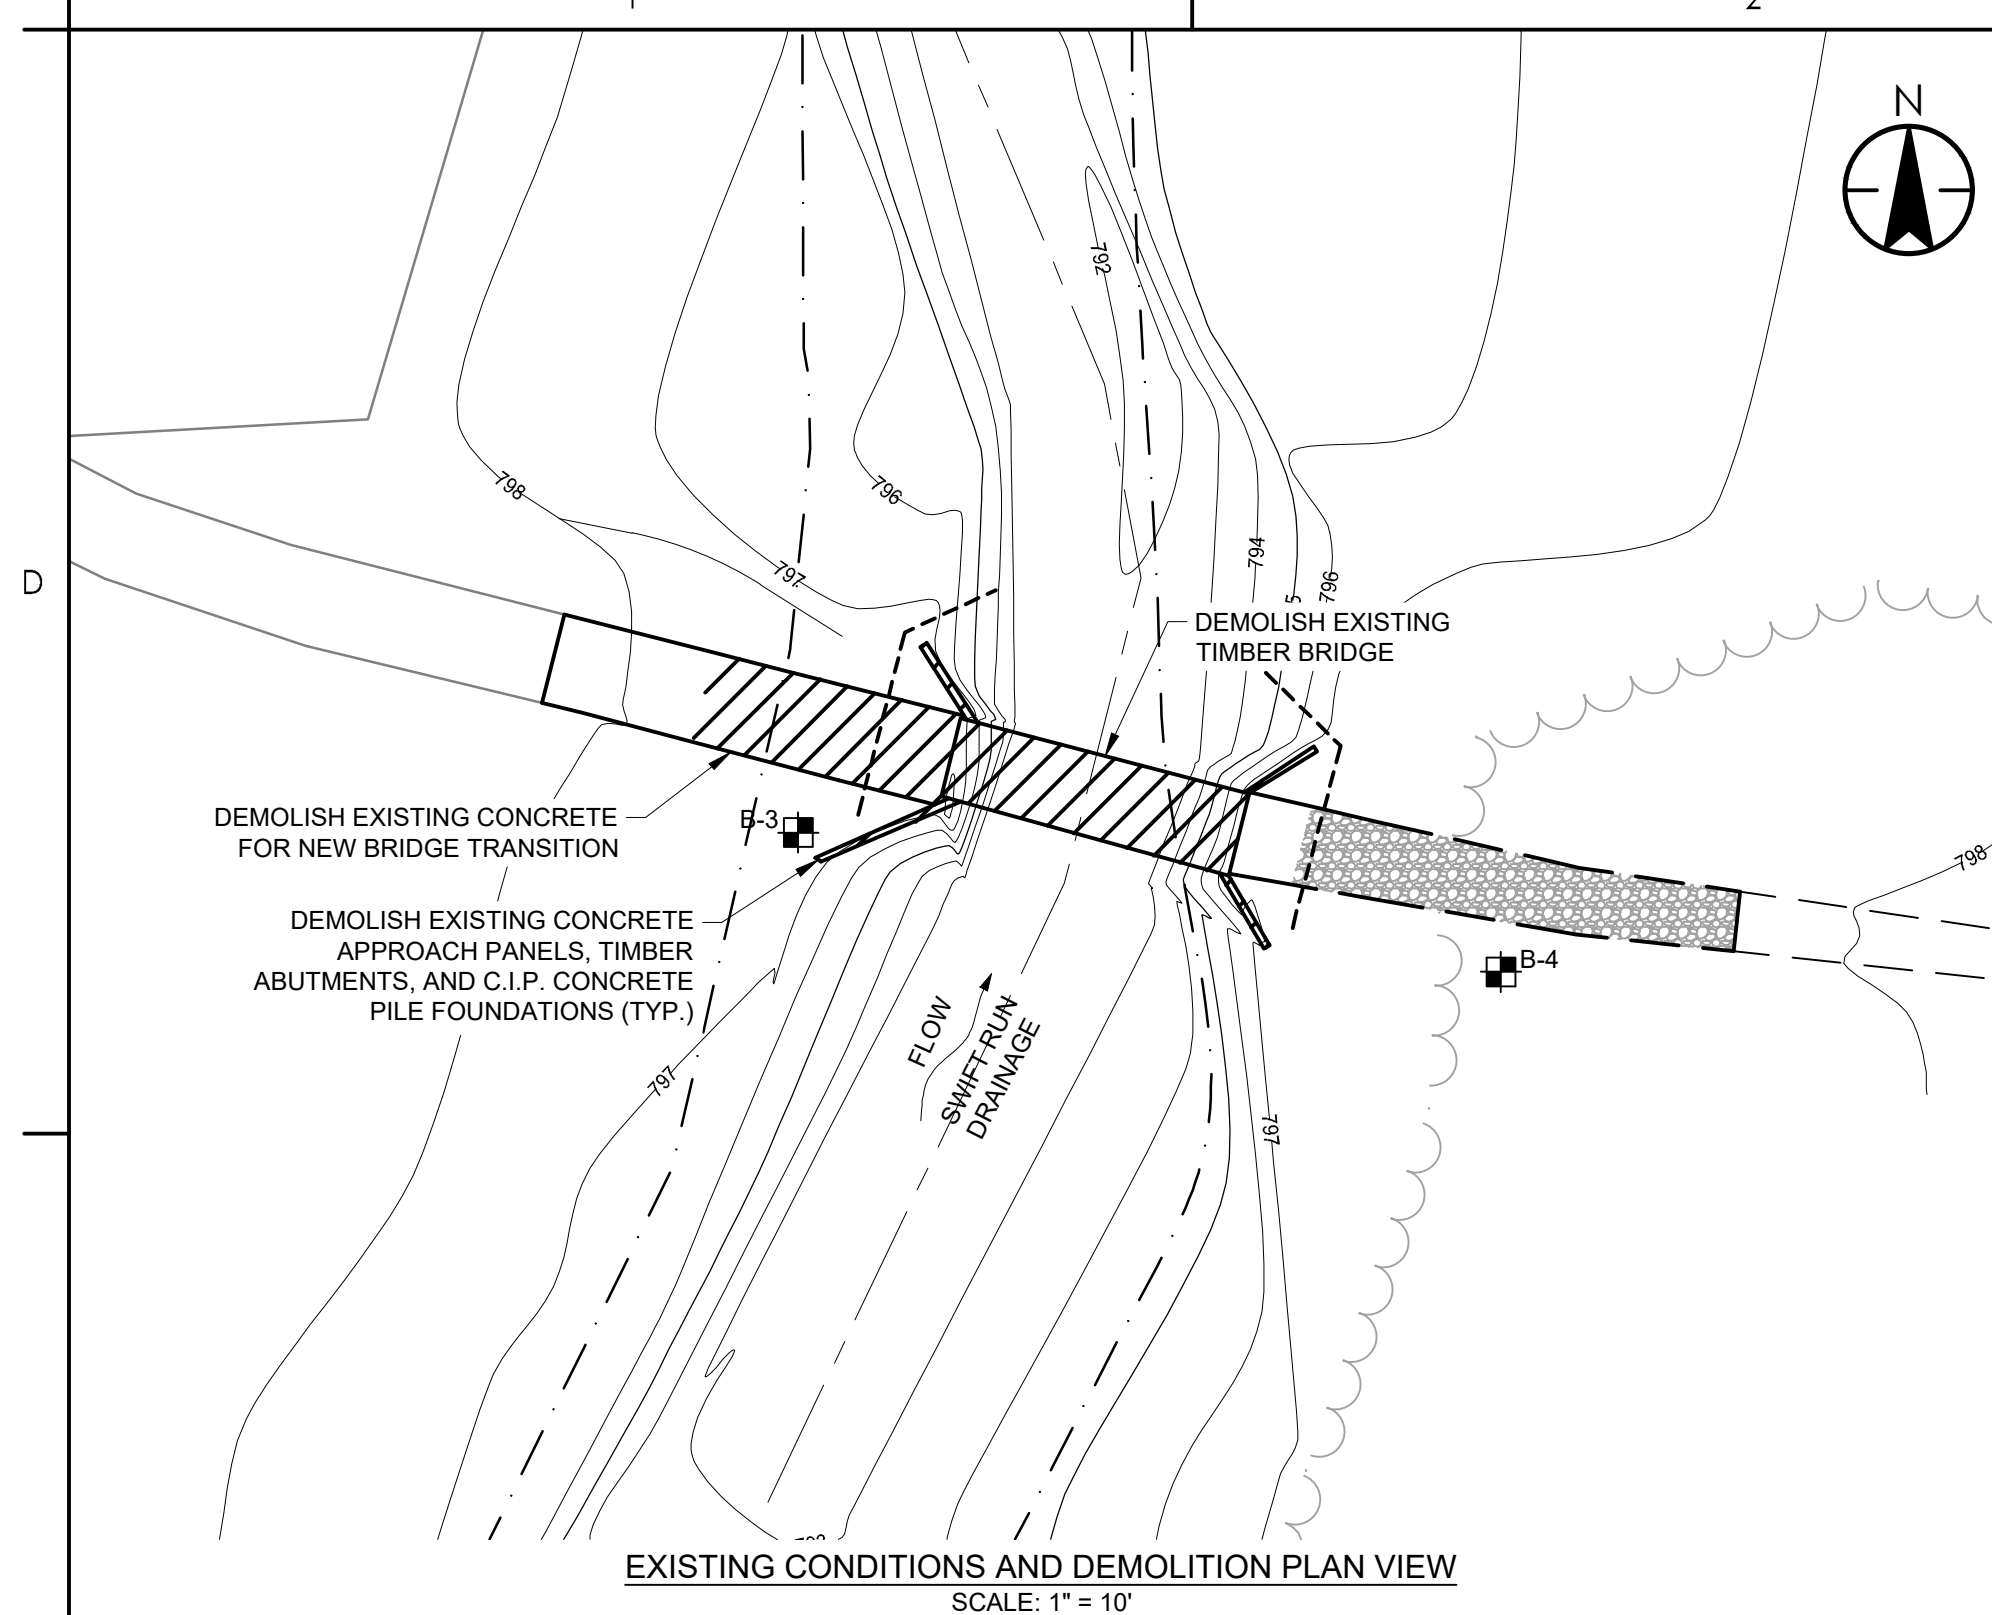 N
792
798
796
797
794
5
796
D
DEMOLISH EXISTING
TIMBER BRIDGE
B-3
DEMOLISH EXISTING CONCRETE
FOR NEW BRIDGE TRANSITION
798
DEMOLISH EXISTING CONCRETE
APPROACH PANELS, TIMBER
ABUTMENTS, AND C.I.P. CONCRETE
PILE FOUNDATIONS (TYP.)
B-4
FLOW
SWIFT RUN
DRAINAGE
797
797
EXISTING CONDITIONS AND DEMOLITION PLAN VIEW
SCALE: 1" = 10'